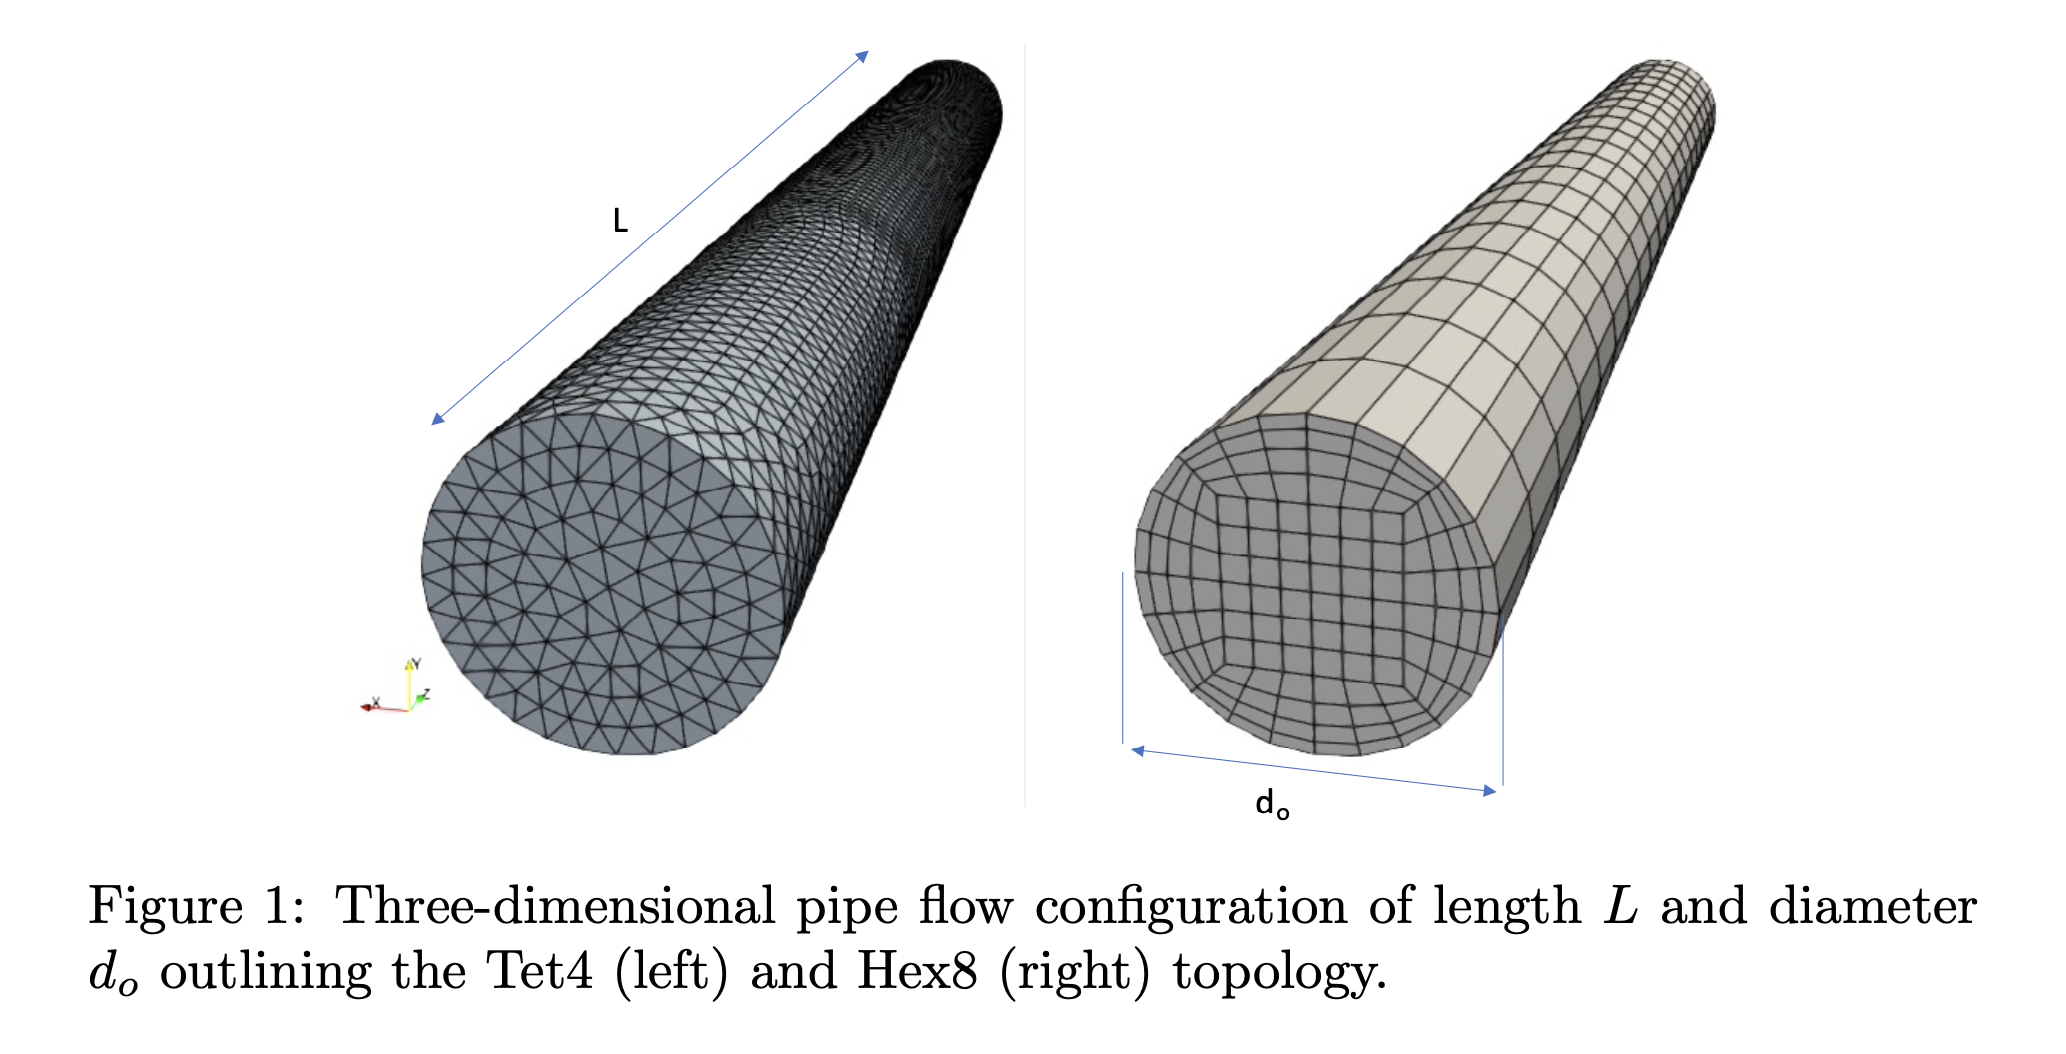 L
Y
X
Z
dₒ
Figure 1: Three-dimensional pipe flow configuration of length L and diameter
dₒ outlining the Tet4 (left) and Hex8 (right) topology.